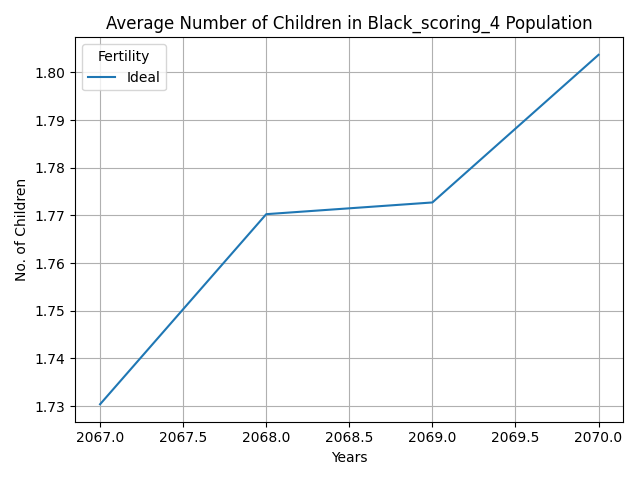 Average Number of Children in Black_scoring_4 Population
Fertility
Ideal
1.80
1.79
1.78
1.77
1.76
1.75
1.74
1.73
No. of Children
2067.0 2067.5 2068.0 2068.5 2069.0 2069.5 2070.0
Years